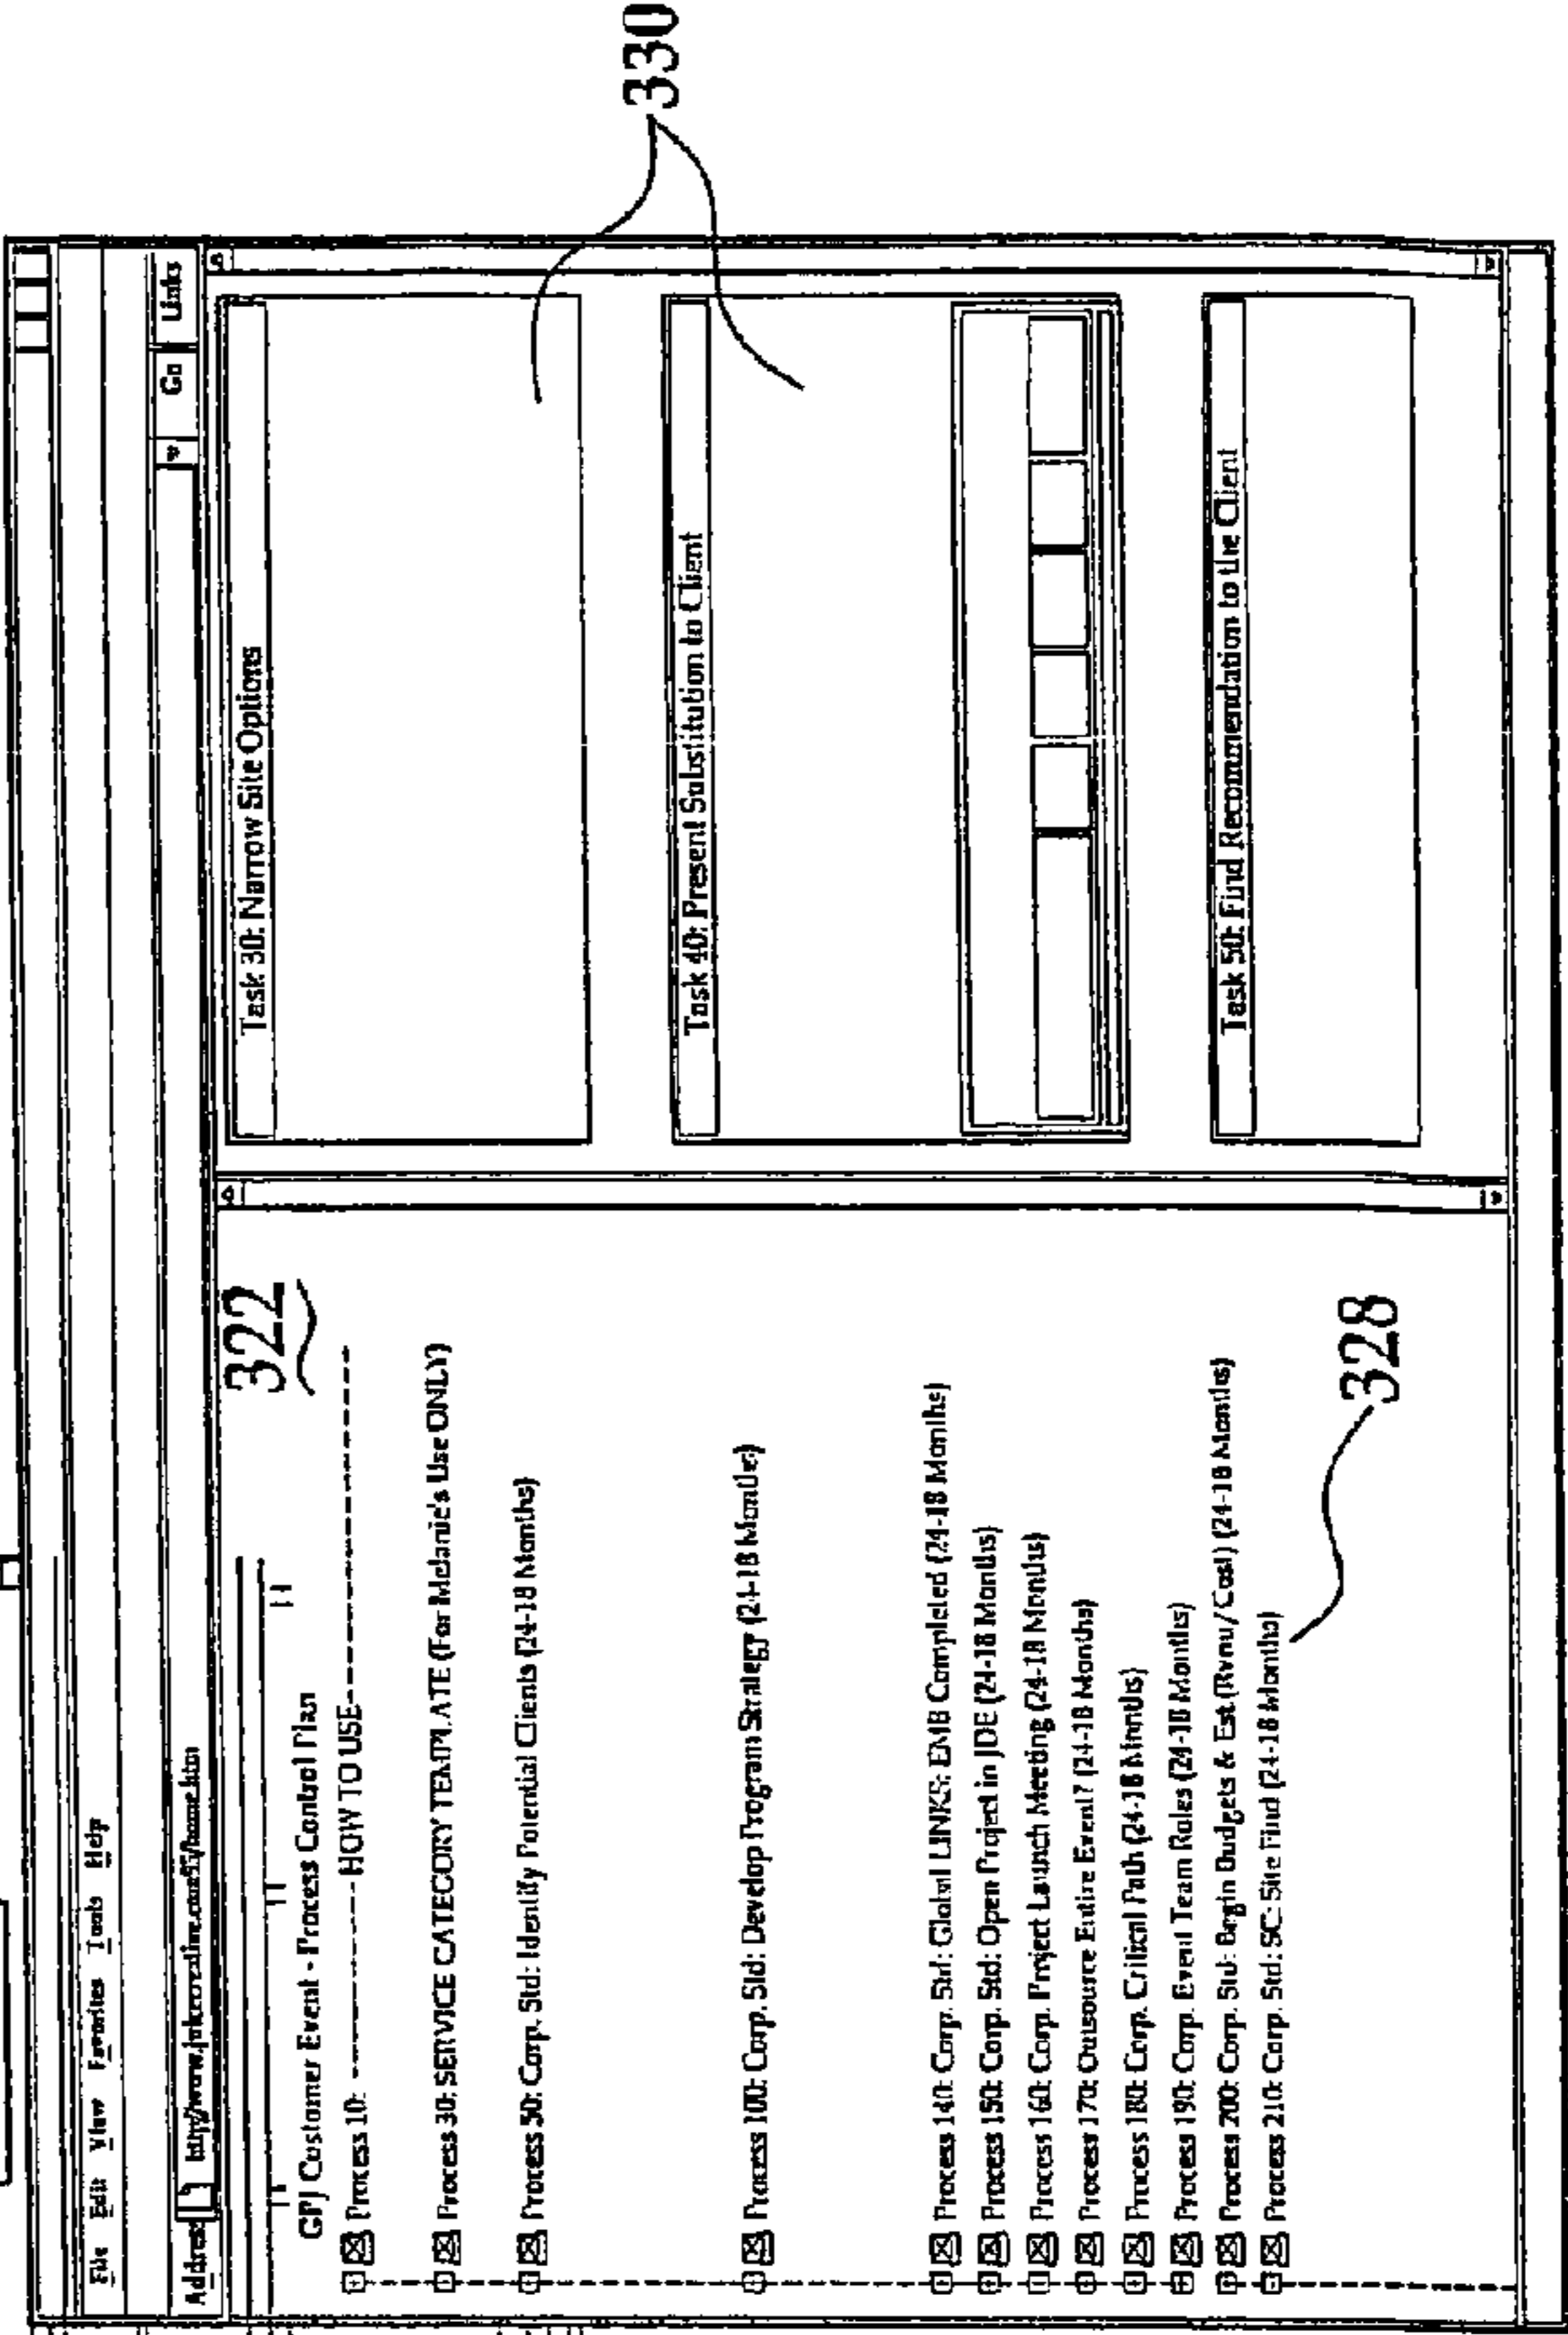 File Edit View Favorites Tools Help
Address
Go
Links
GPJ Customer Event - Process Control Plan
322
Process 10: ----------HOW TO USE--------------------
Process 30: SERVICE CATEGORY TEMPLATE (For Melanie's Use ONLY)
Process 50: Corp. Std: Identify Potential Clients (24-18 Months)
Process 100: Corp. Std: Develop Program Strategy (24-18 Months)
Process 140: Corp. Std: Global LINKS: EMB Completed (24-18 Months)
Process 150: Corp. Std: Open Project in JDE (24-18 Months)
Process 160: Corp. Project Launch Meeting (24-18 Months)
Process 170: Outsource Entire Event? (24-18 Months)
Process 180: Corp. Critical Path (24-18 Months)
Process 190: Corp. Event Team Roles (24-18 Months)
Process 200: Corp. Std: Begin Budgets & Est. (Rvnu/Cost) (24-18 Months)
Process 210: Corp. Std: SC: Site Find (24-18 Months)
328
Task 30: Narrow Site Options
Task 40: Present Substitution to Client
Task 50: Find Recommendation to the Client
330